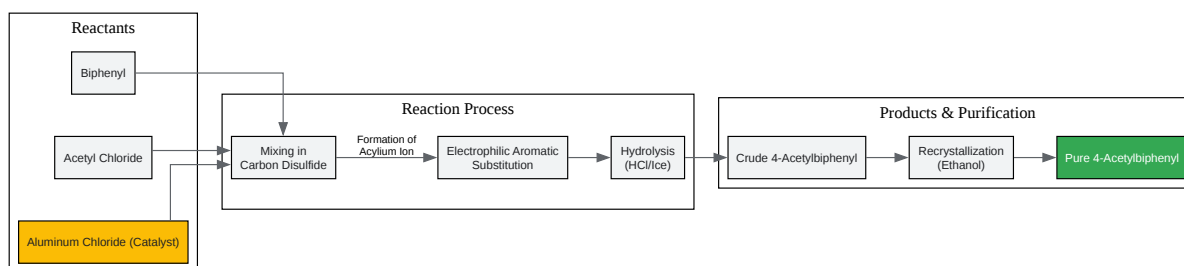 Reactants
Biphenyl
Acetyl Chloride
Aluminum Chloride (Catalyst)
Reaction Process
Mixing in
Carbon Disulfide
Formation of
Acylium Ion
Electrophilic Aromatic
Substitution
Hydrolysis
(HCl/Ice)
Products & Purification
Crude 4-Acetylbiphenyl
Recrystallization
(Ethanol)
Pure 4-Acetylbiphenyl